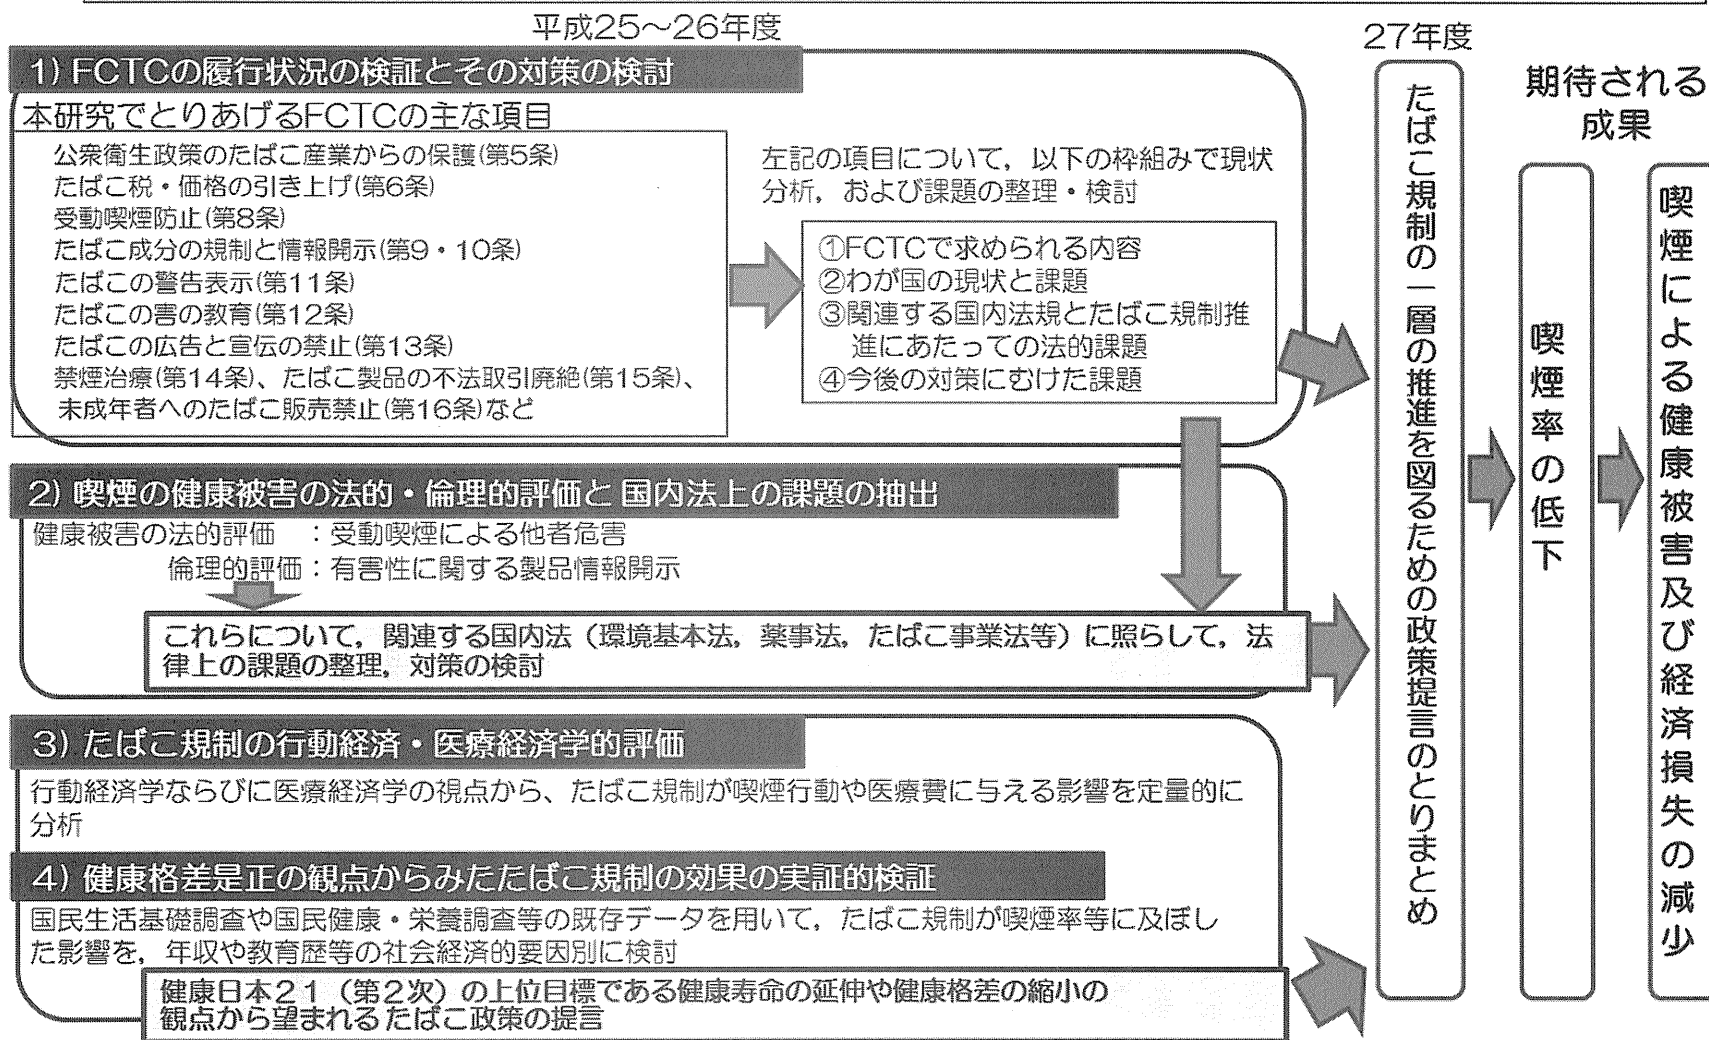 平成25～26年度
1) FCTCの履行状況の検証とその対策の検討
本研究でとりあげるFCTCの主な項目
公衆衛生政策のたばこ産業からの保護(第5条)
たばこ税・価格の引き上げ(第6条)
受動喫煙防止(第8条)
たばこ成分の規制と情報開示(第9・10条)
たばこの警告表示(第11条)
たばこの害の教育(第12条)
たばこの広告と宣伝の禁止(第13条)
禁煙治療(第14条)、たばこ製品の不法取引廃絶(第15条)、
未成年者へのたばこ販売禁止(第16条)など
左記の項目について，以下の枠組みで現状
分析，および課題の整理・検討
①FCTCで求められる内容
②わが国の現状と課題
③関連する国内法規とたばこ規制推
進にあたっての法的課題
④今後の対策にむけた課題
2) 喫煙の健康被害の法的・倫理的評価と国内法上の課題の抽出
健康被害の法的評価　：受動喫煙による他者危害
倫理的評価：有害性に関する製品情報開示
これらについて，関連する国内法（環境基本法，薬事法，たばこ事業法等）に照らして，法
律上の課題の整理，対策の検討
3) たばこ規制の行動経済・医療経済学的評価
行動経済学ならびに医療経済学の視点から、たばこ規制が喫煙行動や医療費に与える影響を定量的に
分析
4) 健康格差是正の観点からみたたばこ規制の効果の実証的検証
国民生活基礎調査や国民健康・栄養調査等の既存データを用いて，たばこ規制が喫煙率等に及ぼし
た影響を，年収や教育歴等の社会経済的要因別に検討
健康日本２１（第２次）の上位目標である健康寿命の延伸や健康格差の縮小の
観点から望まれるたばこ政策の提言
27年度
たばこ規制の一層の推進を図るための政策提言のとりまとめ
期待される
成果
喫煙率の低下
喫煙による健康被害及び経済損失の減少